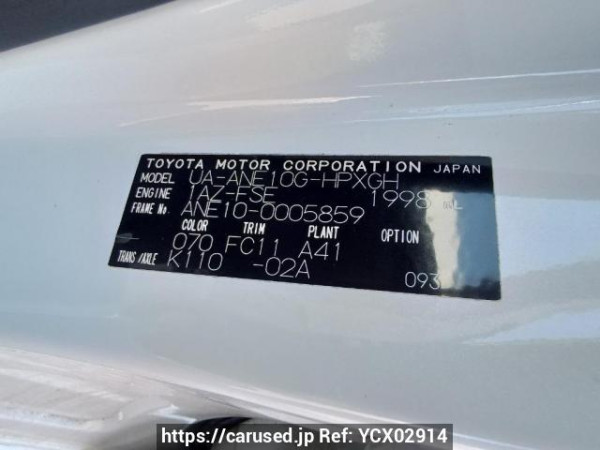 TOYOTA MOTOR CORPORATION JAPAN
MODEL UA-ANE10G-HPXGH
ENGINE 1AZ-FSE 1998 mL
FRAME No. ANE10-0005859
COLOR TRIM PLANT OPTION
070 FC11 A41
TRANS/AXLE K110 -02A 093
https://carused.jp Ref: YCX02914